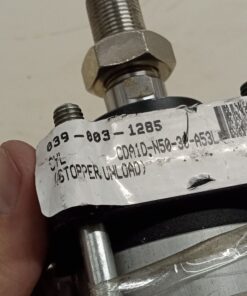 039-003-1285
CYL CDA1D-N50-30-A53L
(STOPPER,UNLOAD)